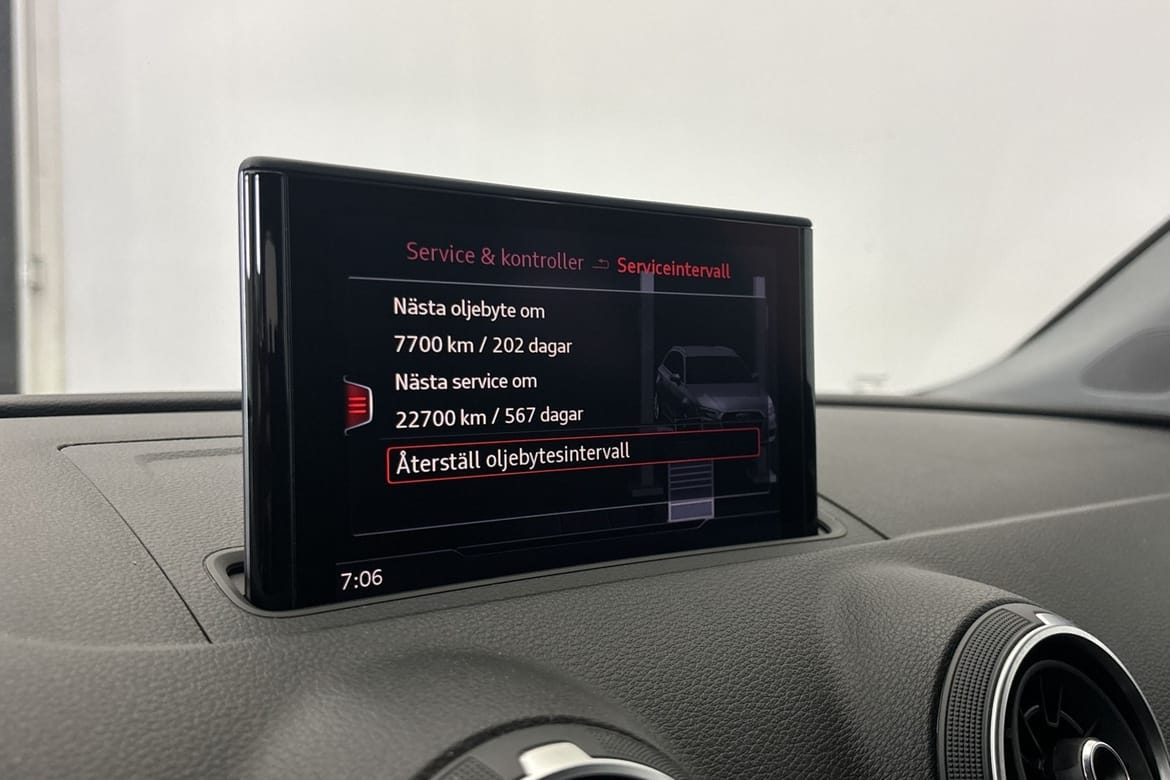 Service & kontroller Serviceintervall
Nästa oljebyte om
7700 km / 202 dagar
Nästa service om
22700 km / 567 dagar
Återställ oljebytesintervall
7:06